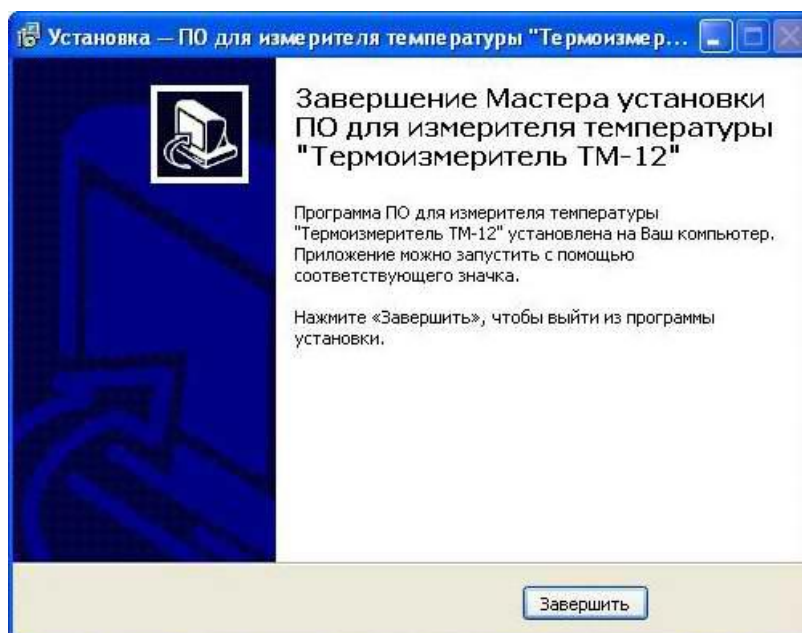 Установка — ПО для измерителя температуры "Термоизмер...
Завершение Мастера установки
ПО для измерителя температуры
"Термоизмеритель ТМ-12"
Программа ПО для измерителя температуры
"Термоизмеритель ТМ-12" установлена на Ваш компьютер.
Приложение можно запустить с помощью
соответствующего значка.
Нажмите «Завершить», чтобы выйти из программы
установки.
Завершить